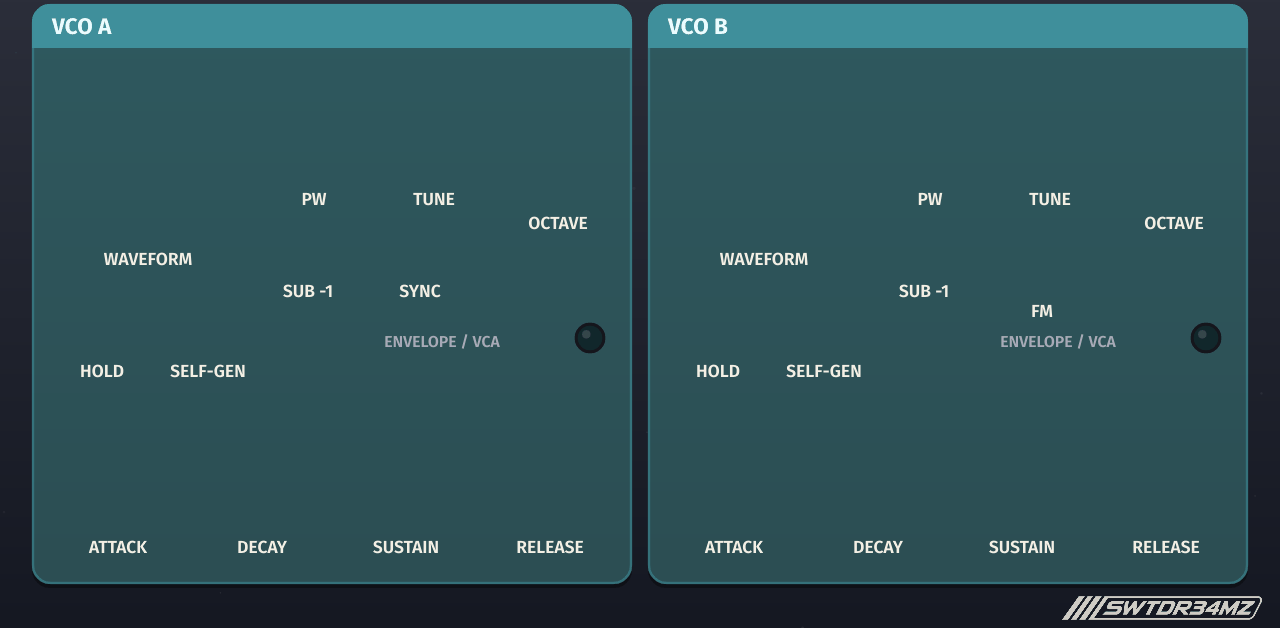 VCO A
PW
TUNE
OCTAVE
WAVEFORM
SUB -1
SYNC
ENVELOPE / VCA
HOLD
SELF-GEN
ATTACK
DECAY
SUSTAIN
RELEASE
VCO B
PW
TUNE
OCTAVE
WAVEFORM
SUB -1
FM
ENVELOPE / VCA
HOLD
SELF-GEN
ATTACK
DECAY
SUSTAIN
RELEASE
SWTDR34MZ